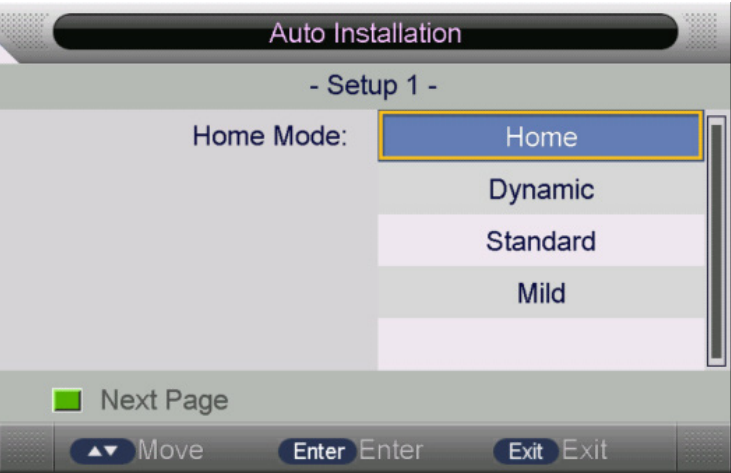 Auto Installation
- Setup 1 -
Home Mode: Home
Dynamic
Standard
Mild
Next Page
▲▼ Move Enter Enter Exit Exit